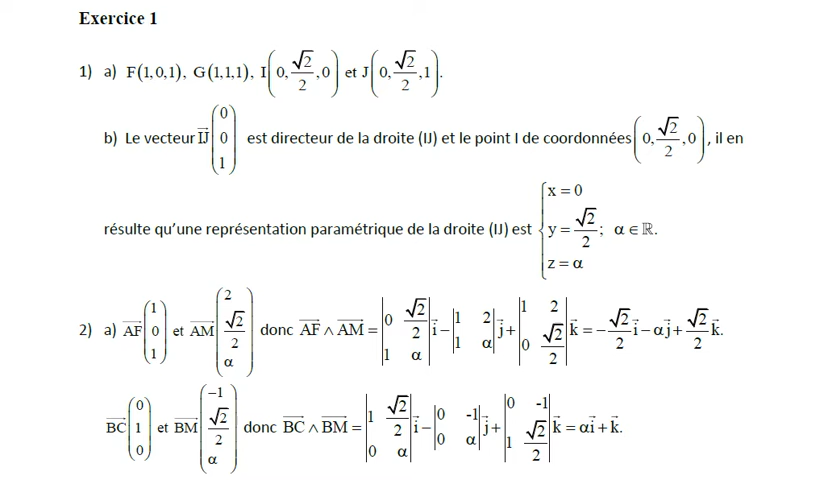 Exercice 1
1) a) F(1,0,1), G(1,1,1), I(0, √2/2, 0) et J(0, √2/2, 1).
b) Le vecteur IJ⃗ (0 0 1) est directeur de la droite (IJ) et le point I de coordonnées (0, √2/2, 0), il en
résulte qu'une représentation paramétrique de la droite (IJ) est { x = 0 y = √2/2 ; α ∈ ℝ. z = α
2) a) AF⃗ (1 0 1) et AM⃗ (2 √2/2 α) donc AF⃗ ∧ AM⃗ = |0 √2/2 1 α| i⃗ − |1 2 1 α| j⃗ + |1 2 0 √2/2| k⃗ = −√2/2 i⃗ − αj⃗ + √2/2 k⃗.
BC⃗ (0 1 0) et BM⃗ (−1 √2/2 α) donc BC⃗ ∧ BM⃗ = |1 √2/2 0 α| i⃗ − |0 -1 0 α| j⃗ + |0 -1 1 √2/2| k⃗ = αi⃗ + k⃗.